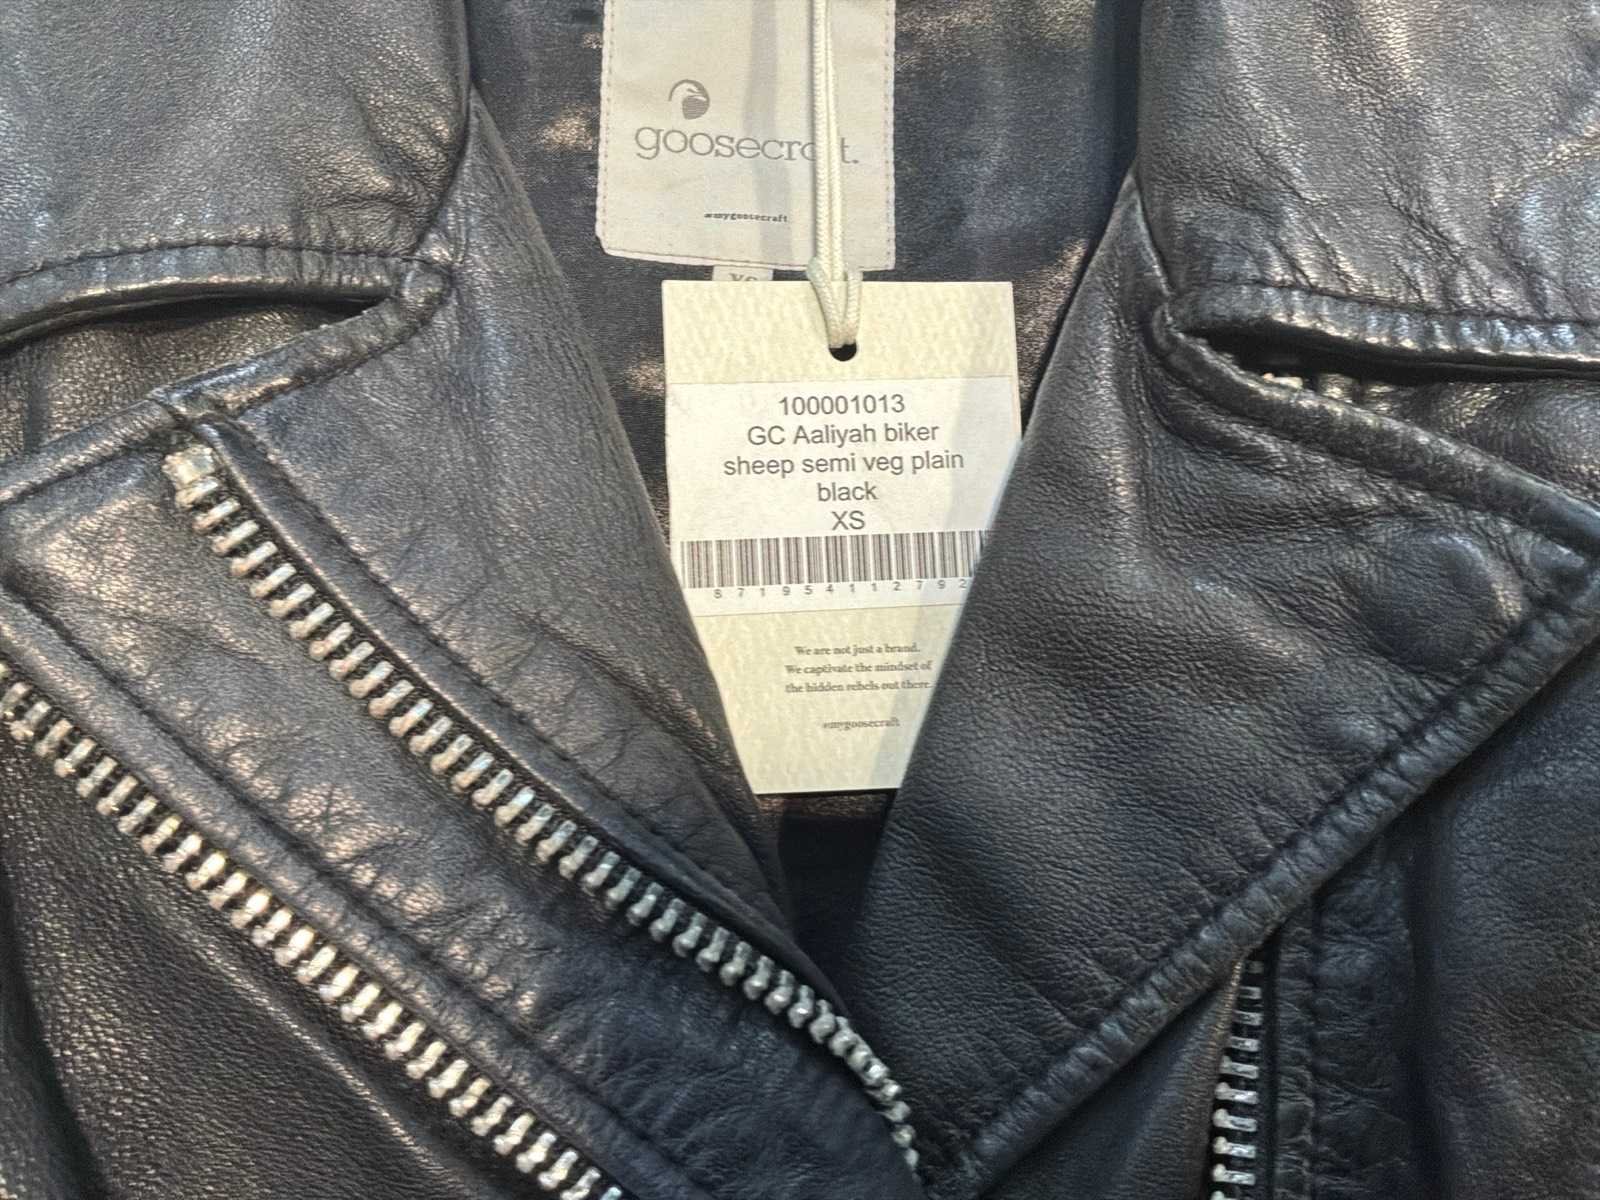 goosecraft.
#mygoosecraft
XS
100001013
GC Aaliyah biker
sheep semi veg plain
black
XS
871954112792
We are not just a brand.
We captivate the mindset of
the hidden rebels out there.
#mygoosecraft